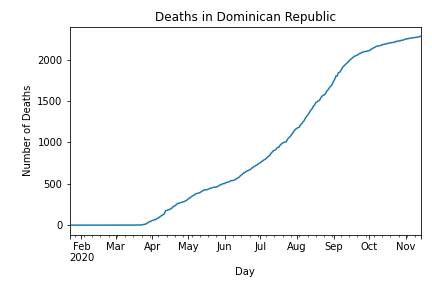 Deaths in Dominican Republic
Number of Deaths
2000
1500
1000
500
0
Feb Mar Apr May Jun Jul Aug Sep Oct Nov
2020
Day